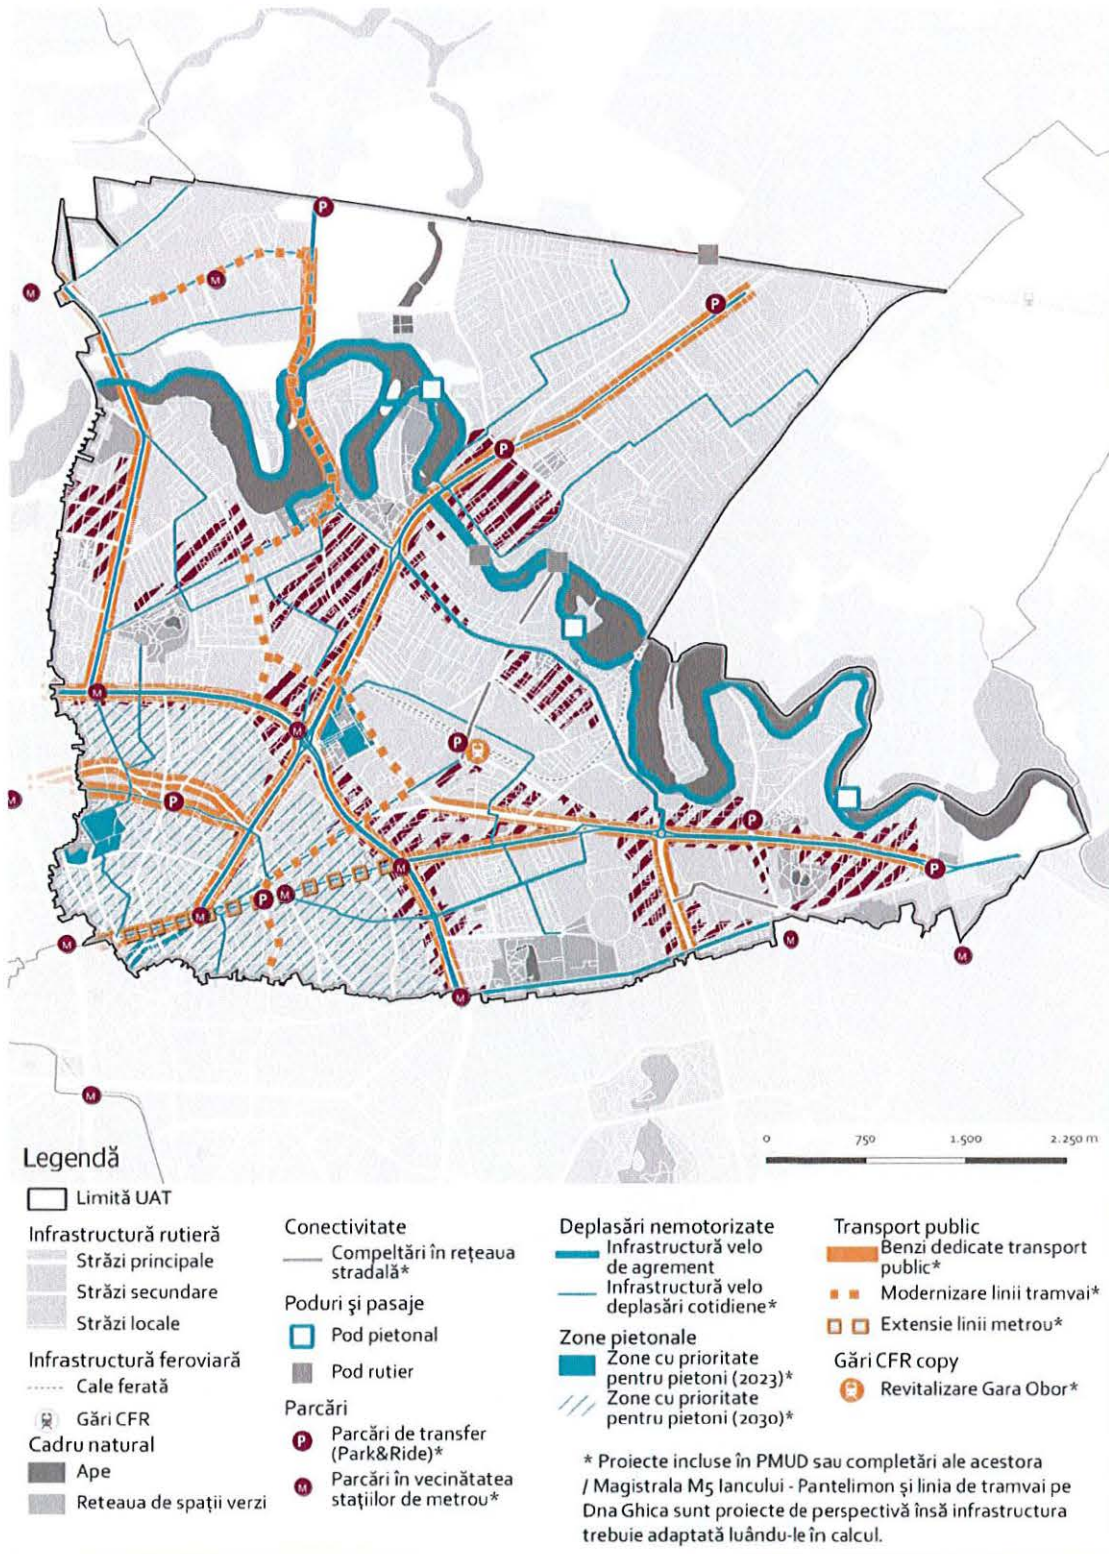 P
M
M
P
P
M
M
P
M
P
P
M
P
P
M
M
M
M
M
M
M
M
0
750
1.500
2.250 m
Legendă
Limită UAT
Infrastructură rutieră
Străzi principale
Străzi secundare
Străzi locale
Infrastructură feroviară
Cale ferată
Gări CFR
Cadru natural
Ape
Reteaua de spații verzi
Conectivitate
Compeltări în rețeaua
stradală*
Poduri și pasaje
Pod pietonal
Pod rutier
Parcări
P
Parcări de transfer
(Park&Ride)*
M
Parcări în vecinătatea
stațiilor de metrou*
Deplasări nemotorizate
Infrastructură velo
de agrement
Infrastructură velo
deplasări cotidiene*
Zone pietonale
Zone cu prioritate
pentru pietoni (2023)*
Zone cu prioritate
pentru pietoni (2030)*
Transport public
Benzi dedicate transport
public*
Modernizare linii tramvai*
Extensie linii metrou*
Gări CFR copy
Revitalizare Gara Obor*
* Proiecte incluse în PMUD sau completări ale acestora
/ Magistrala M5 Iancului - Pantelimon și linia de tramvai pe
Dna Ghica sunt proiecte de perspectivă însă infrastructura
trebuie adaptată luându-le în calcul.